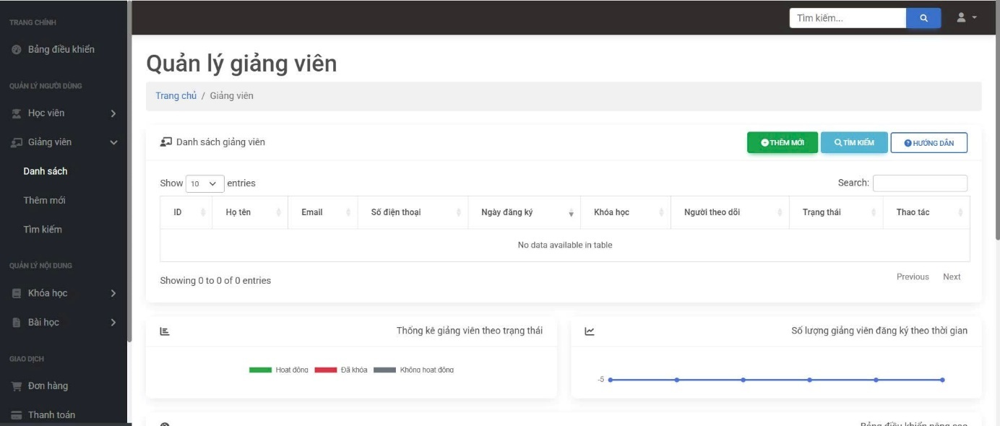 TRANG CHÍNH
Bảng điều khiển
QUẢN LÝ NGƯỜI DÙNG
Học viên
Giảng viên
Danh sách
Thêm mới
Tìm kiếm
QUẢN LÝ NỘI DUNG
Khóa học
Bài học
GIAO DỊCH
Đơn hàng
Thanh toán
Tìm kiếm...
Quản lý giảng viên
Trang chủ / Giảng viên
Danh sách giảng viên
THÊM MỚI TÌM KIẾM HƯỚNG DẪN
Show 10 entries Search:
ID Họ tên Email Số điện thoại Ngày đăng ký Khóa học Người theo dõi Trạng thái Thao tác
No data available in table
Showing 0 to 0 of 0 entries Previous Next
Thống kê giảng viên theo trạng thái
Hoạt động Đã khóa Không hoạt động
Số lượng giảng viên đăng ký theo thời gian
-5
Bảng điều khiển nâng cao